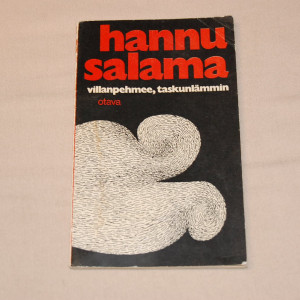 hannu
salama
villanpehmee, taskunlämmin
otava